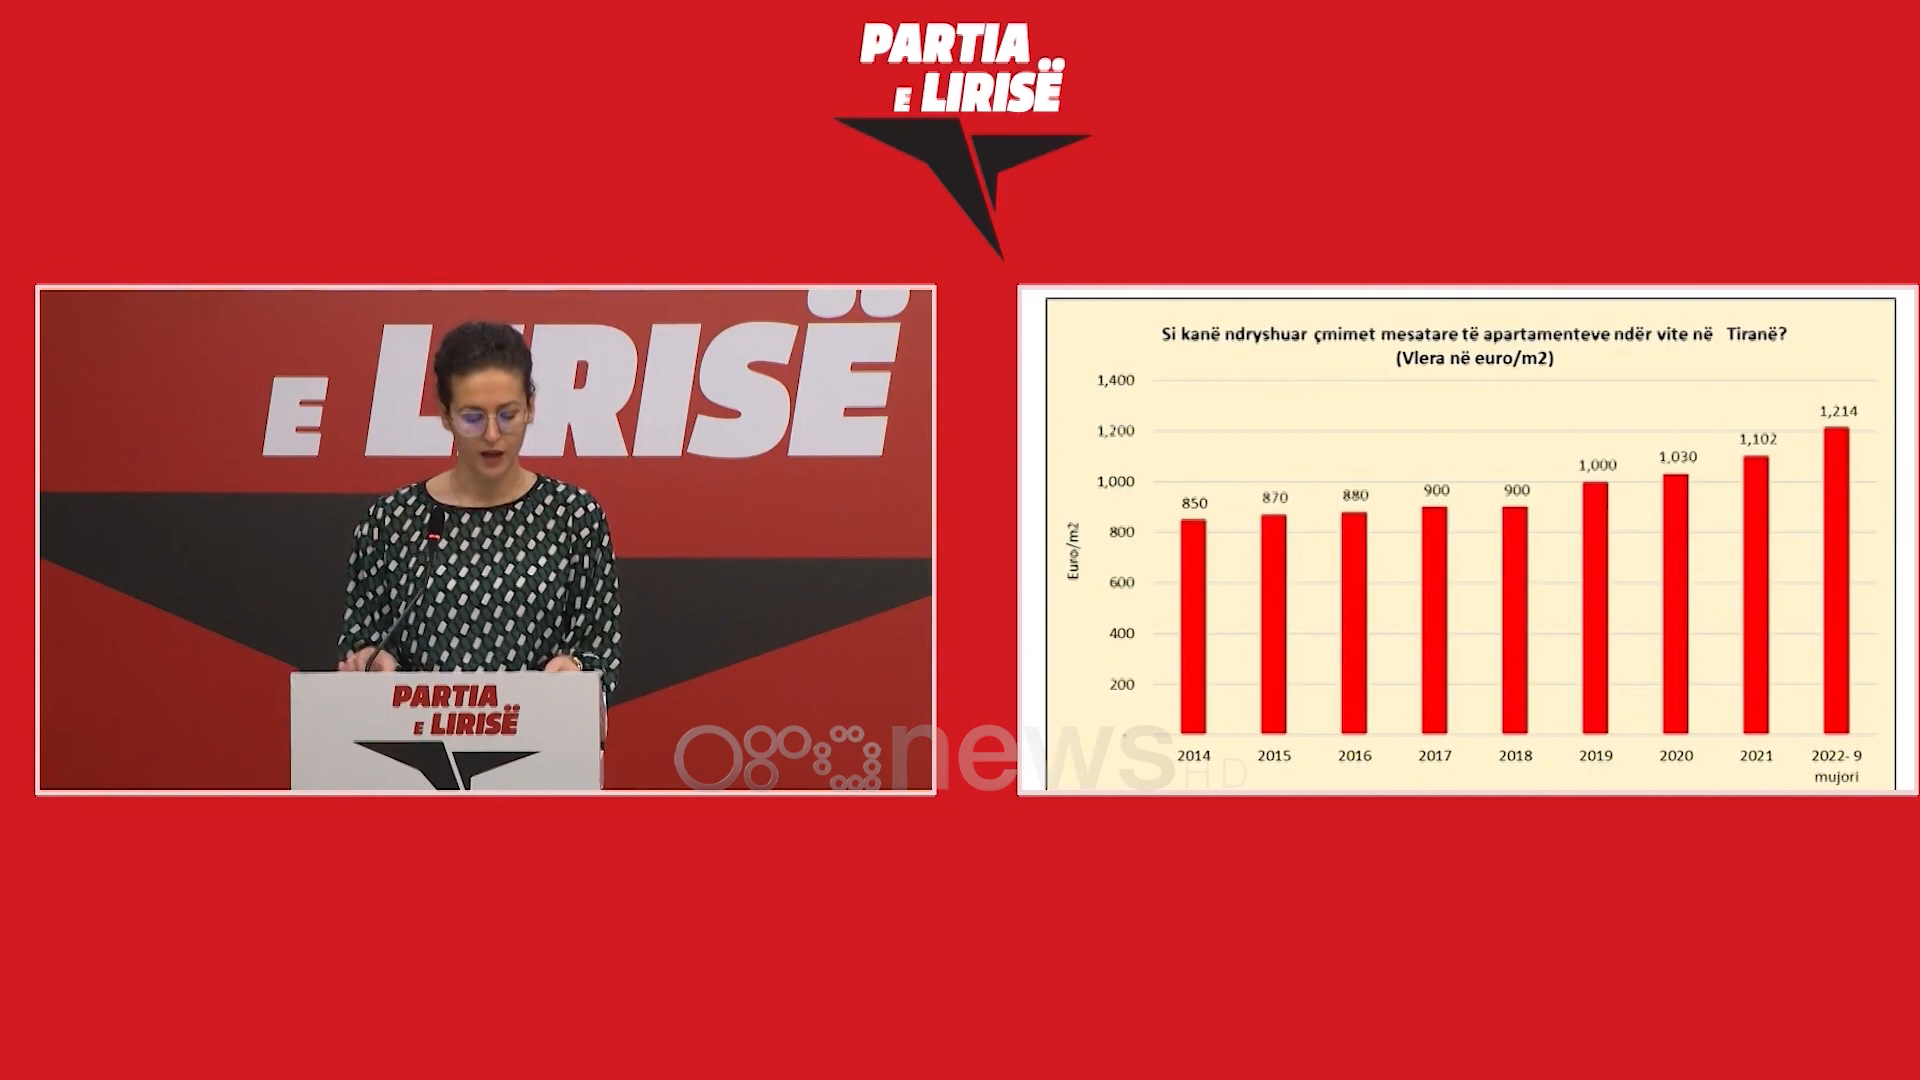 PARTIA
E LIRISË
E LIRISË
PARTIA
E LIRISË
Si kanë ndryshuar çmimet mesatare të apartamenteve ndër vite në Tiranë?
(Vlera në euro/m2)
1,400
1,200
1,000
800
600
400
200
-
Euro/m2
850
870
880
900
900
1,000
1,030
1,102
1,214
2014
2015
2016
2017
2018
2019
2020
2021
2022- 9
mujori
news HD